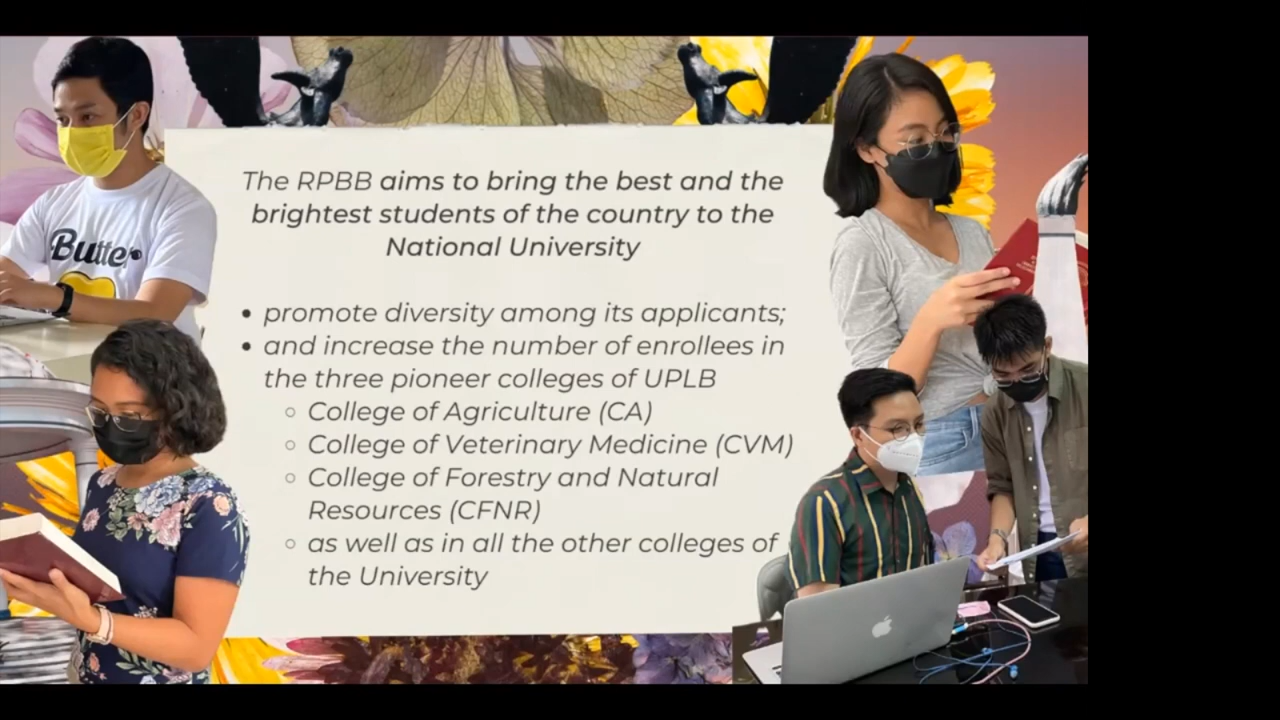 Butter
The RPBB aims to bring the best and the
brightest students of the country to the
National University
• promote diversity among its applicants;
• and increase the number of enrollees in
the three pioneer colleges of UPLB
○ College of Agriculture (CA)
○ College of Veterinary Medicine (CVM)
○ College of Forestry and Natural
Resources (CFNR)
○ as well as in all the other colleges of
the University